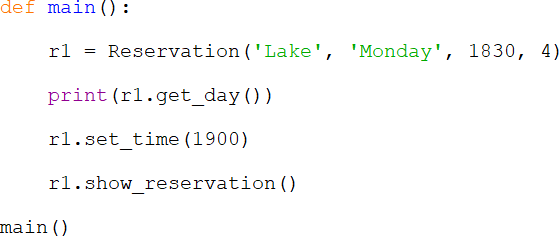 def main():
    r1 = Reservation('Lake', 'Monday', 1830, 4)
    print(r1.get_day())
    r1.set_time(1900)
    r1.show_reservation()
main()